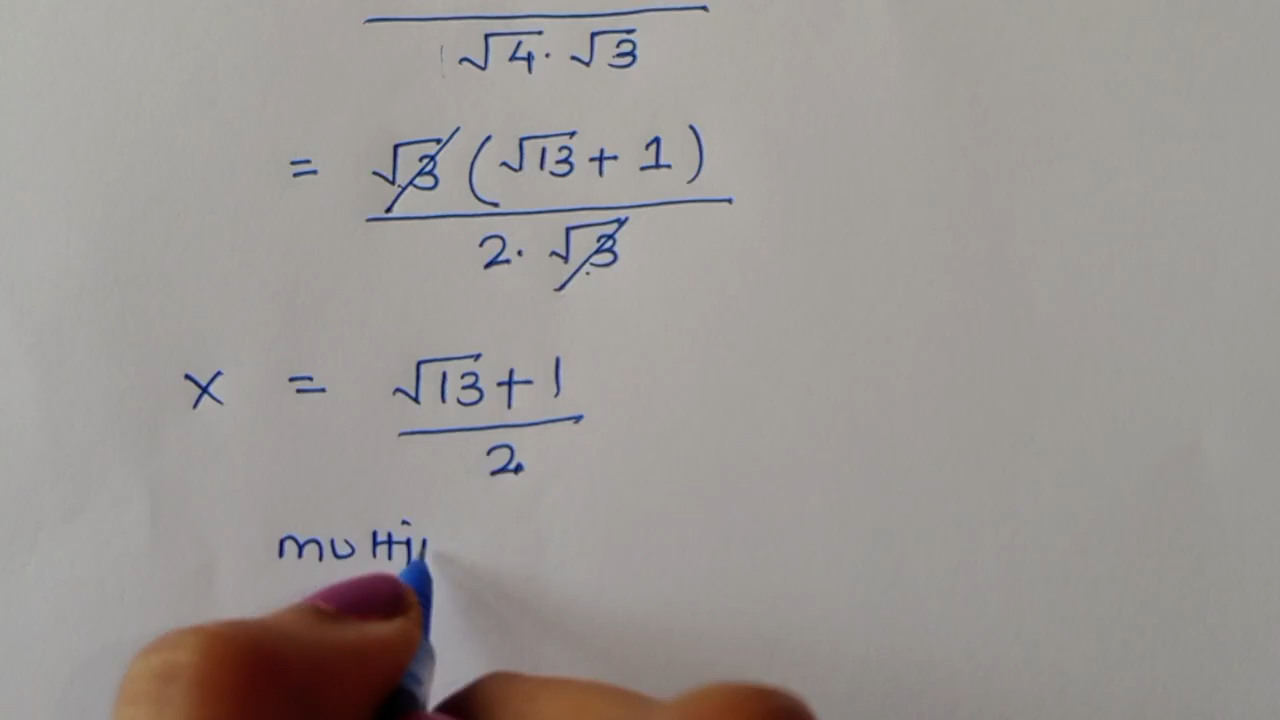 √4 · √3
= √3 (√13 + 1)
2 · √3
x = √13 + 1
2
multi